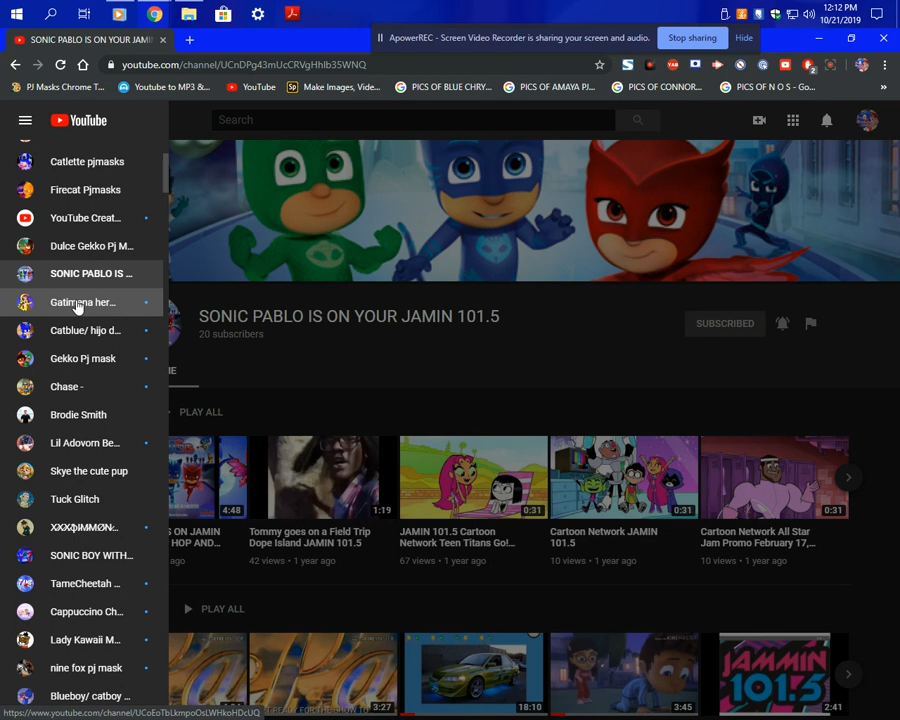 12:12 PM
10/21/2019
SONIC PABLO IS ON YOUR JAMIN
ApowerREC - Screen Video Recorder is sharing your screen and audio.
Stop sharing
Hide
youtube.com/channel/UCnDPg43mUcCRVgHhIb35WNQ
PJ Masks Chrome T...
Youtube to MP3 &...
YouTube
Make Images, Vide...
PICS OF BLUE CHRY...
PICS OF AMAYA PJ...
PICS OF CONNOR...
PICS OF N O S - Go...
YouTube
Search
Catlette pjmasks
Firecat Pjmasks
YouTube Creat...
Dulce Gekko Pj M...
SONIC PABLO IS ...
Gatimena her...
Catblue/ hijo d...
Gekko Pj mask
Chase -
Brodie Smith
Lil Adovorn Be...
Skye the cute pup
Tuck Glitch
SONIC BOY WITH...
TameCheetah ...
Cappuccino Ch...
Lady Kawaii M...
nine fox pj mask
Blueboy/ catboy ...
SONIC PABLO IS ON YOUR JAMIN 101.5
20 subscribers
SUBSCRIBED
ME
PLAY ALL
4:48
1:19
0:31
0:31
0:31
S ON JAMIN
HOP AND...
ago
Tommy goes on a Field Trip
Dope Island JAMIN 101.5
42 views • 1 year ago
JAMIN 101.5 Cartoon
Network Teen Titans Go!...
67 views • 1 year ago
Cartoon Network JAMIN
101.5
10 views • 1 year ago
Cartoon Network All Star
Jam Promo February 17,...
10 views • 1 year ago
PLAY ALL
JAMMIN
101.5
3:27
18:10
3:45
2:41